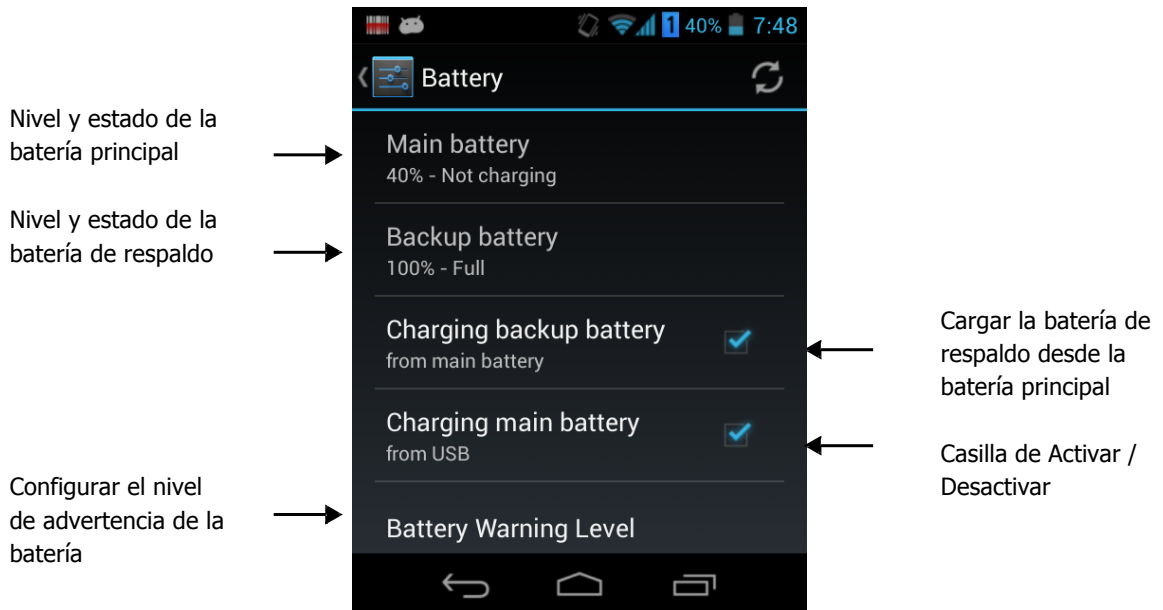 1 40% 7:48
Battery
Nivel y estado de la
batería principal
Main battery
40% - Not charging
Nivel y estado de la
batería de respaldo
Backup battery
100% - Full
Charging backup battery
from main battery
Cargar la batería de
respaldo desde la
batería principal
Charging main battery
from USB
Casilla de Activar /
Desactivar
Configurar el nivel
de advertencia de la
batería
Battery Warning Level